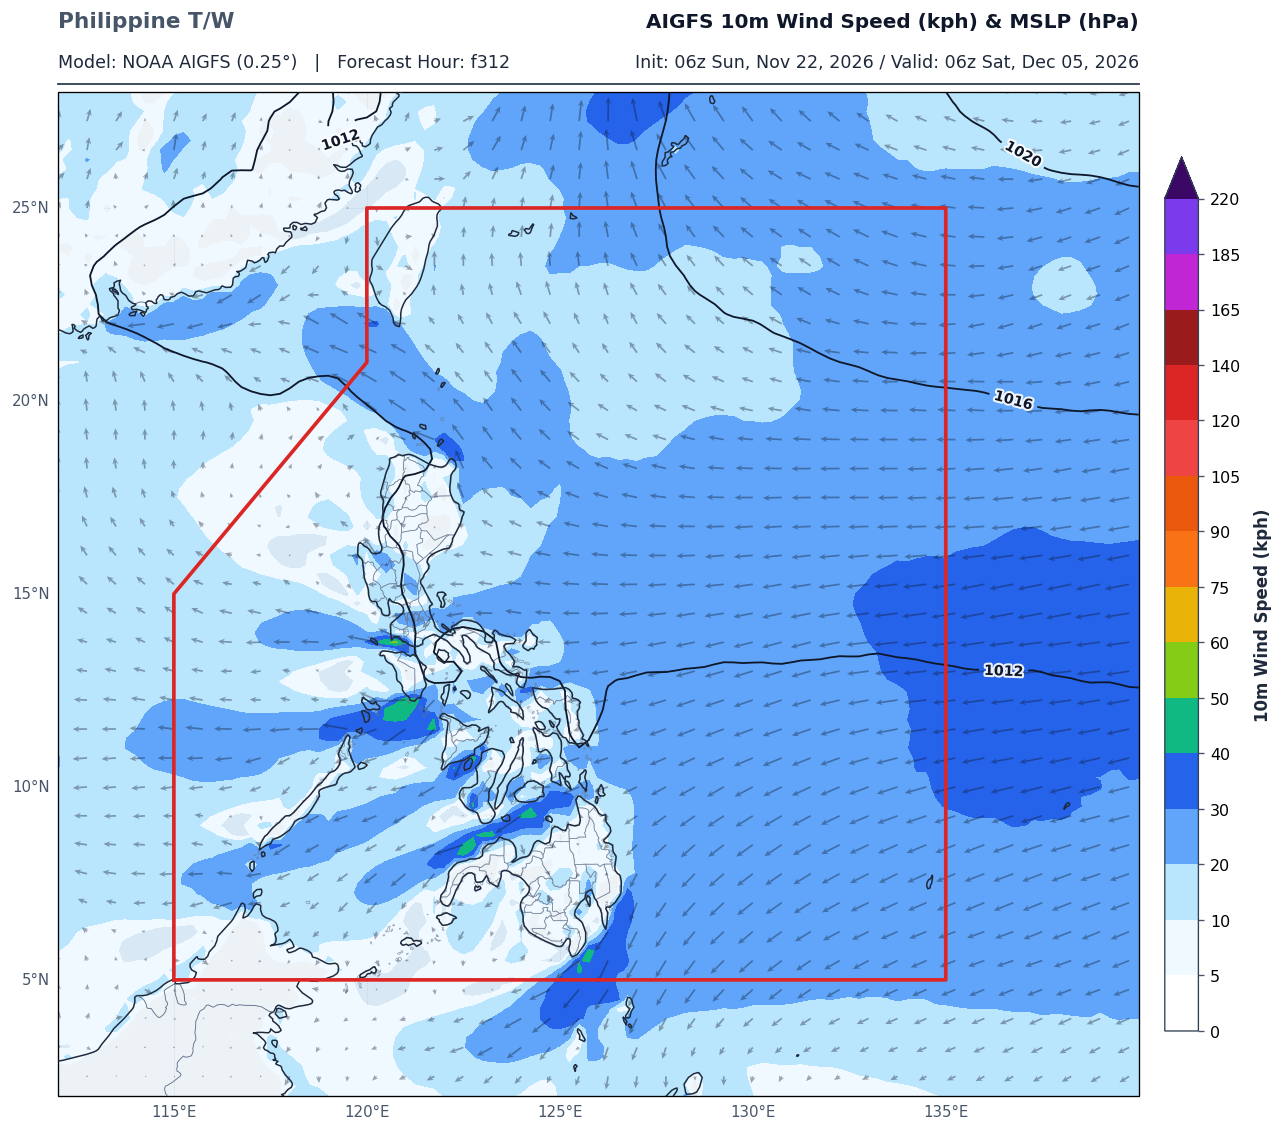 Philippine T/W
AIGFS 10m Wind Speed (kph) & MSLP (hPa)
Model: NOAA AIGFS (0.25°) | Forecast Hour: f312
Init: 06z Sun, Nov 22, 2026 / Valid: 06z Sat, Dec 05, 2026
1012
1020
1016
1012
25°N
20°N
15°N
10°N
5°N
115°E
120°E
125°E
130°E
135°E
220
185
165
140
120
105
90
75
60
50
40
30
20
10
5
0
10m Wind Speed (kph)